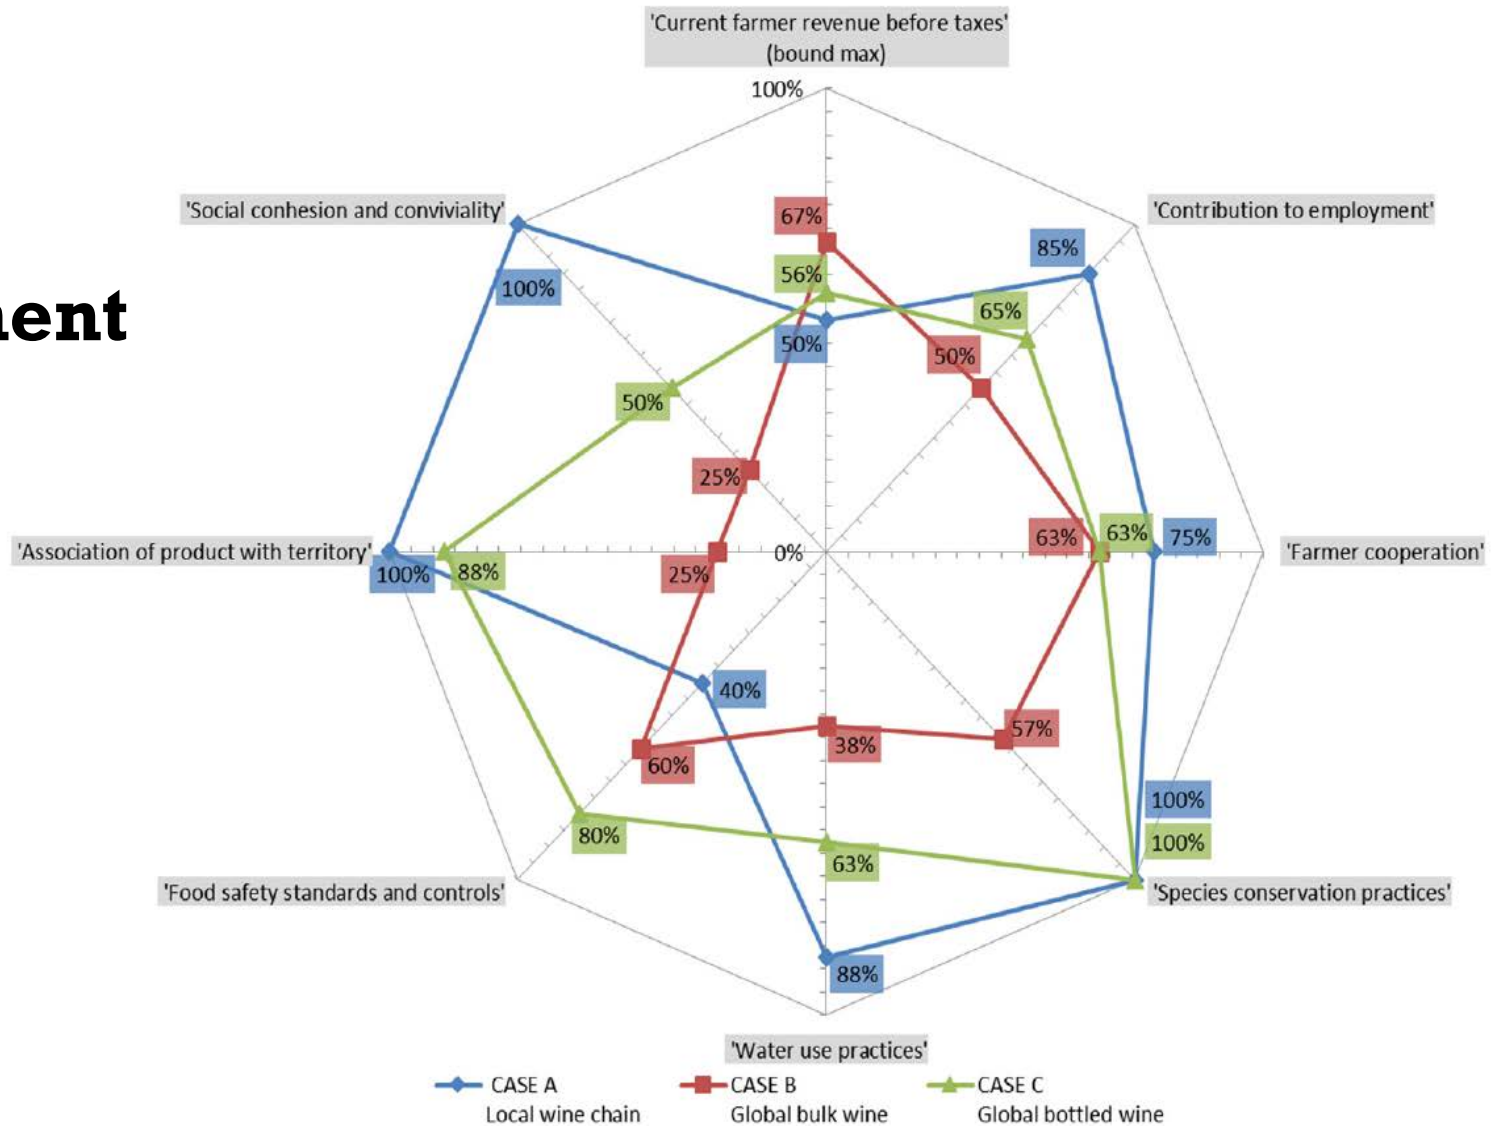 'Current farmer revenue before taxes'
(bound max)
100%
'Social conhesion and conviviality'
'Contribution to employment'
67%
85%
56%
100%
65%
ment
50%
50%
50%
25%
63%
63%
75%
'Association of product with territory'
0%
'Farmer cooperation'
100%
88%
25%
40%
57%
38%
60%
100%
80%
100%
63%
'Food safety standards and controls'
'Species conservation practices'
88%
'Water use practices'
CASE A
CASE B
CASE C
Local wine chain
Global bulk wine
Global bottled wine